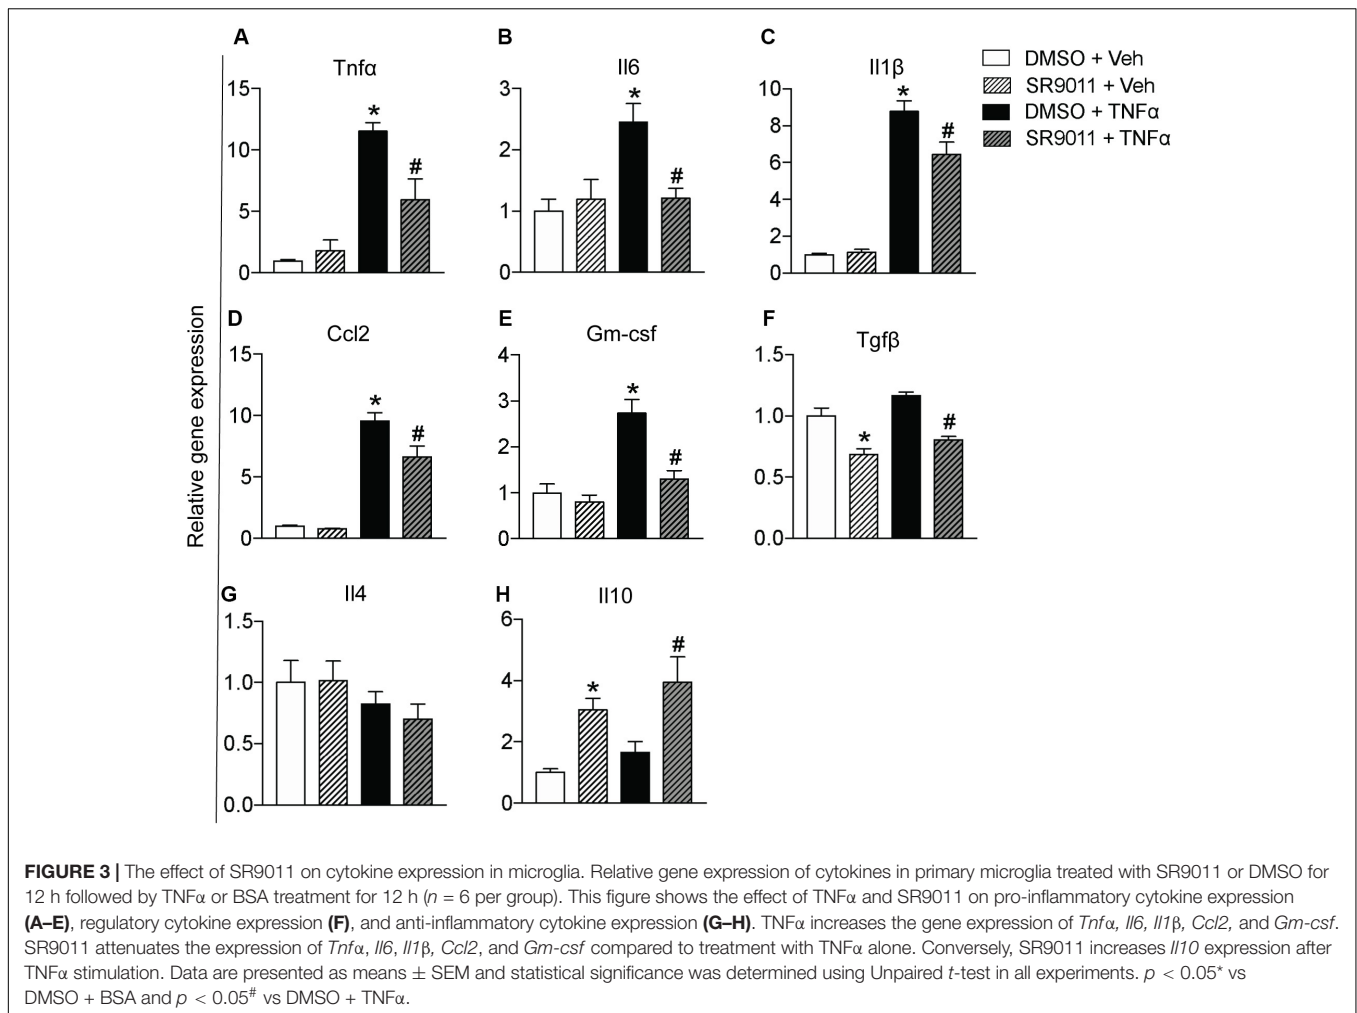 A
B
C
DMSO + Veh
SR9011 + Veh
DMSO + TNFα
SR9011 + TNFα
Tnfα
15
10
5
0
*
#
Il6
3
2
1
0
*
#
Il1β
10
8
6
4
2
0
*
#
Relative gene expression
D
Ccl2
15
10
5
0
*
#
E
Gm-csf
4
3
2
1
0
*
#
F
Tgfβ
1.5
1.0
0.5
0.0
*
#
G
Il4
1.5
1.0
0.5
0.0
H
Il10
6
4
2
0
*
#
FIGURE 3 | The effect of SR9011 on cytokine expression in microglia. Relative gene expression of cytokines in primary microglia treated with SR9011 or DMSO for
12 h followed by TNFα or BSA treatment for 12 h (n = 6 per group). This figure shows the effect of TNFα and SR9011 on pro-inflammatory cytokine expression
(A–E), regulatory cytokine expression (F), and anti-inflammatory cytokine expression (G–H). TNFα increases the gene expression of Tnfα, Il6, Il1β, Ccl2, and Gm-csf.
SR9011 attenuates the expression of Tnfα, Il6, Il1β, Ccl2, and Gm-csf compared to treatment with TNFα alone. Conversely, SR9011 increases Il10 expression after
TNFα stimulation. Data are presented as means ± SEM and statistical significance was determined using Unpaired t-test in all experiments. p < 0.05* vs
DMSO + BSA and p < 0.05# vs DMSO + TNFα.